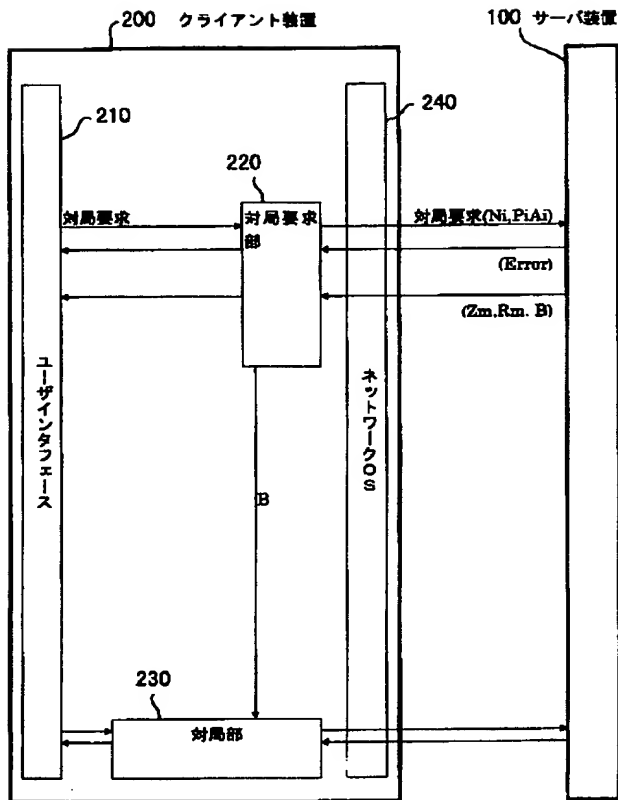 200 クライアント装置
100 サーバ装置
210
240
220
対局要求
対局要求
部
対局要求(Ni,PiAi)
(Error)
(Zm,Rm. B)
ユーザインタフェース
ネットワークOS
B
230
対局部